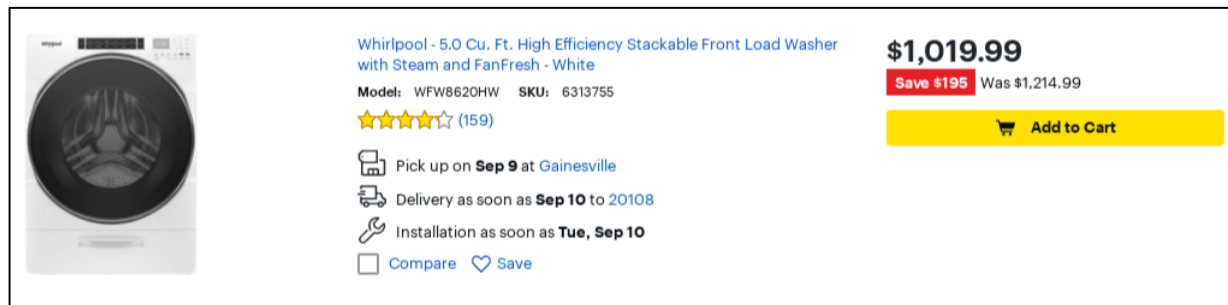 Whirlpool
Whirlpool - 5.0 Cu. Ft. High Efficiency Stackable Front Load Washer
with Steam and FanFresh - White
Model: WFW8620HW SKU: 6313755
(159)
Pick up on Sep 9 at Gainesville
Delivery as soon as Sep 10 to 20108
Installation as soon as Tue, Sep 10
Compare Save
$1,019.99
Save $195 Was $1,214.99
Add to Cart